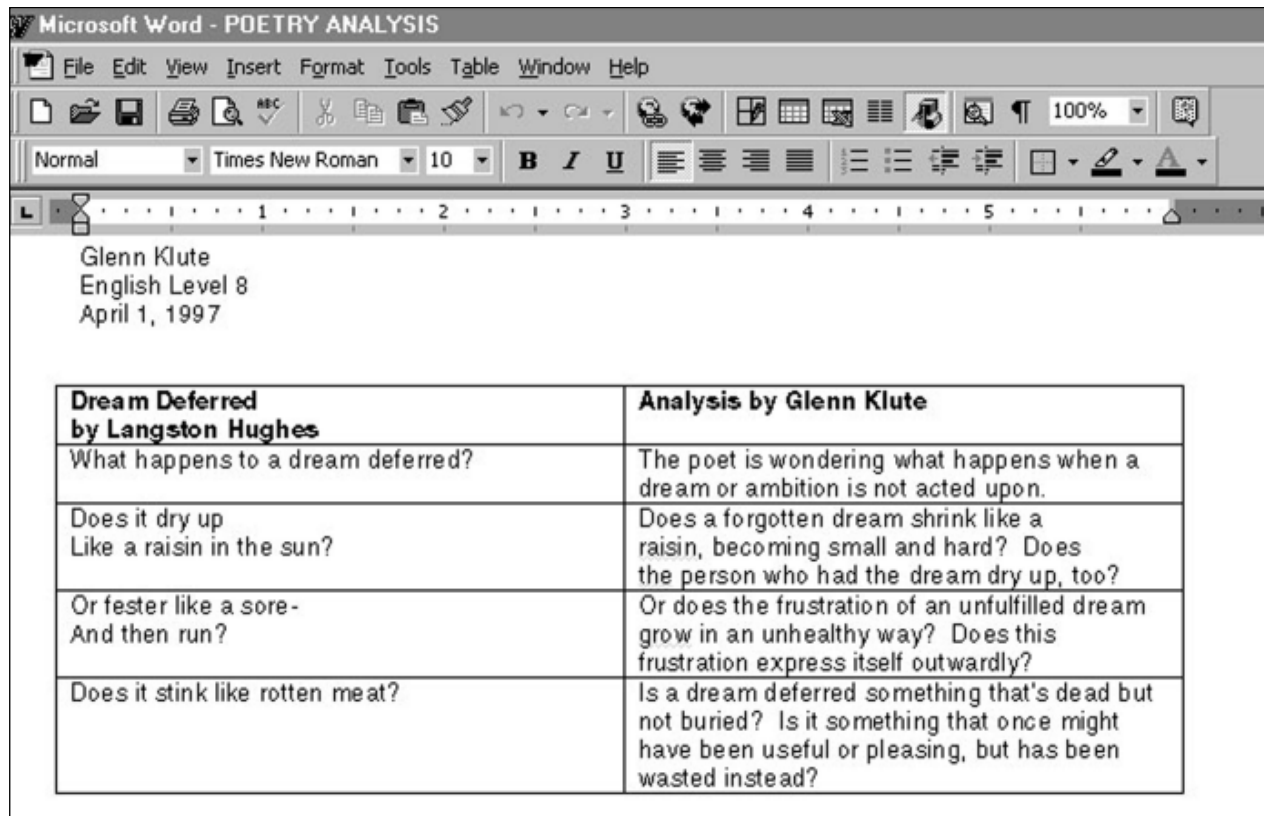 Microsoft Word - POETRY ANALYSIS
File Edit View Insert Format Tools Table Window Help
ABC
100%
Normal Times New Roman 10 B I U A
L 1 2 3 4 5
Glenn Klute
English Level 8
April 1, 1997
Dream Deferred
by Langston Hughes
Analysis by Glenn Klute
What happens to a dream deferred?
The poet is wondering what happens when a
dream or ambition is not acted upon.
Does it dry up
Like a raisin in the sun?
Does a forgotten dream shrink like a
raisin, becoming small and hard? Does
the person who had the dream dry up, too?
Or fester like a sore-
And then run?
Or does the frustration of an unfulfilled dream
grow in an unhealthy way? Does this
frustration express itself outwardly?
Does it stink like rotten meat?
Is a dream deferred something that's dead but
not buried? Is it something that once might
have been useful or pleasing, but has been
wasted instead?